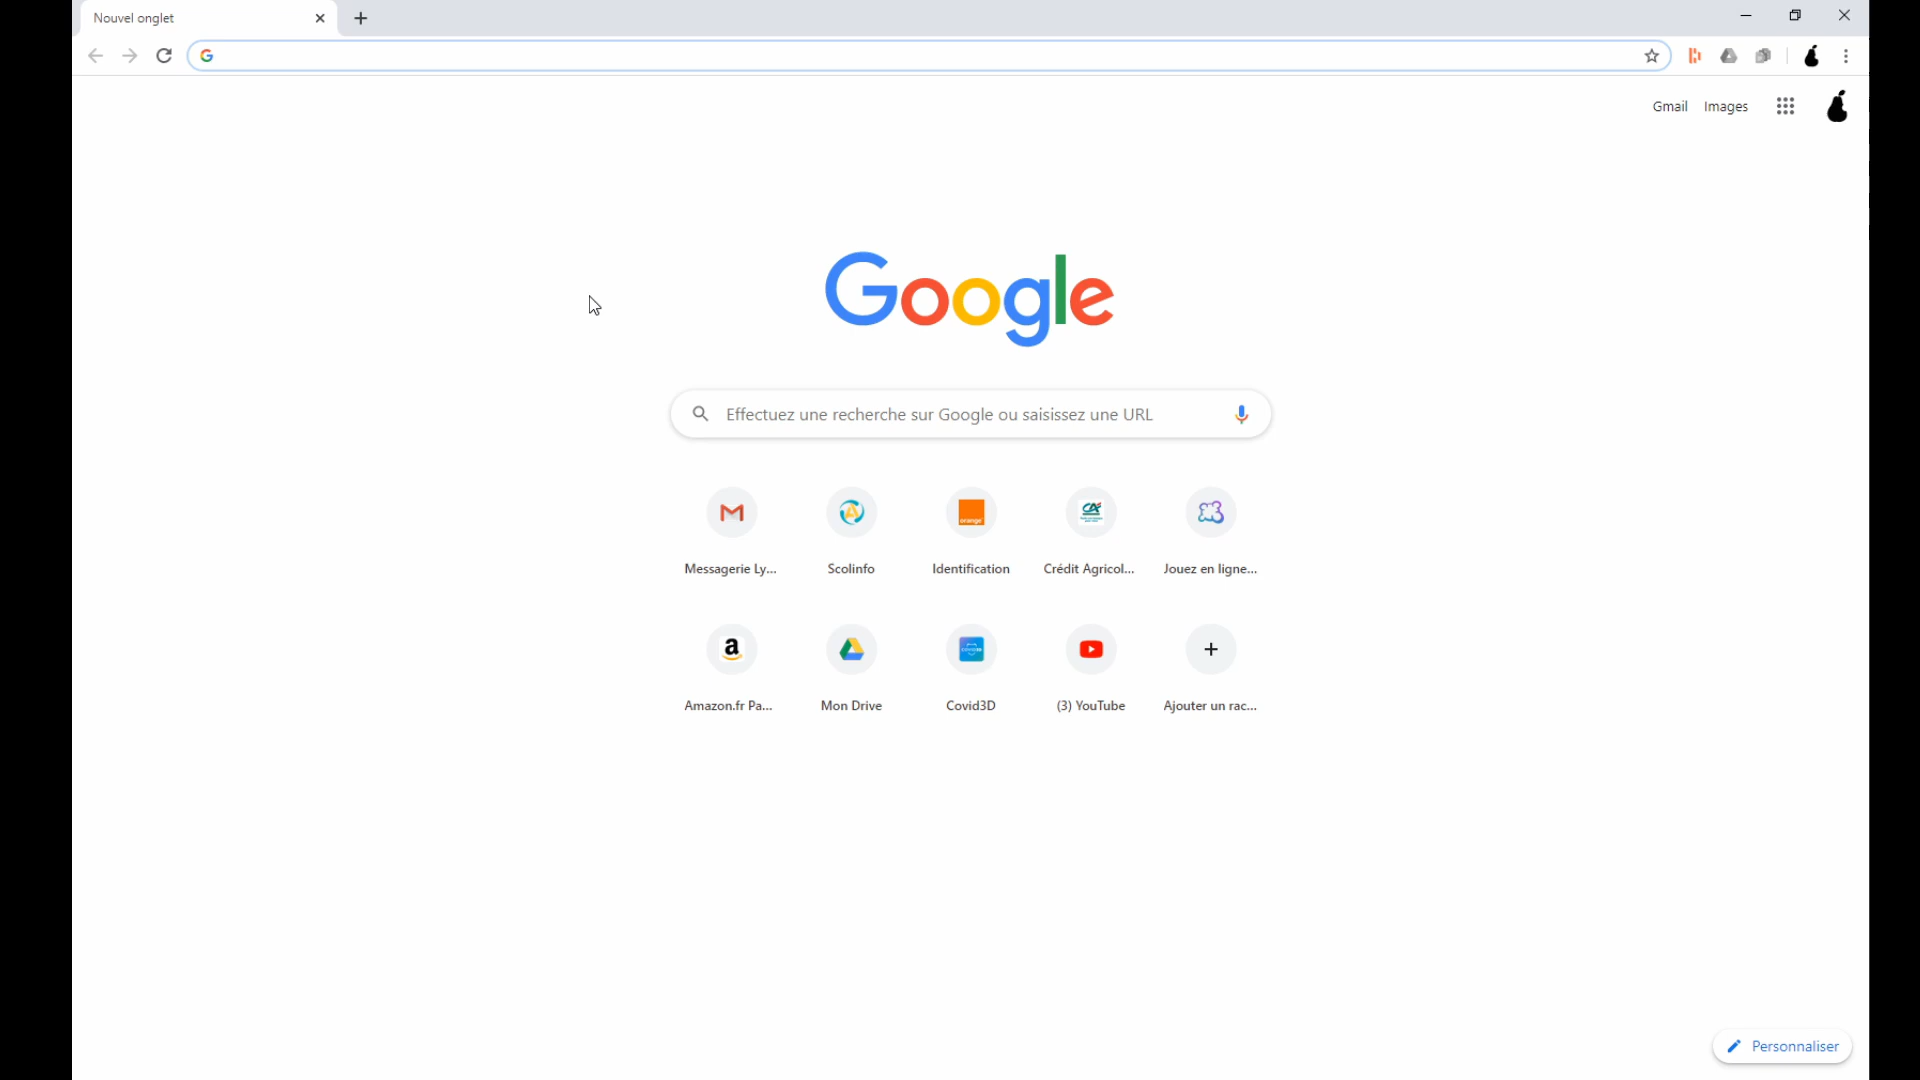 Nouvel onglet
Gmail Images
Google
Effectuez une recherche sur Google ou saisissez une URL
Messagerie Ly... Scolinfo Identification Crédit Agricol... Jouez en ligne...
Amazon.fr Pa... Mon Drive Covid3D (3) YouTube Ajouter un rac...
Personnaliser